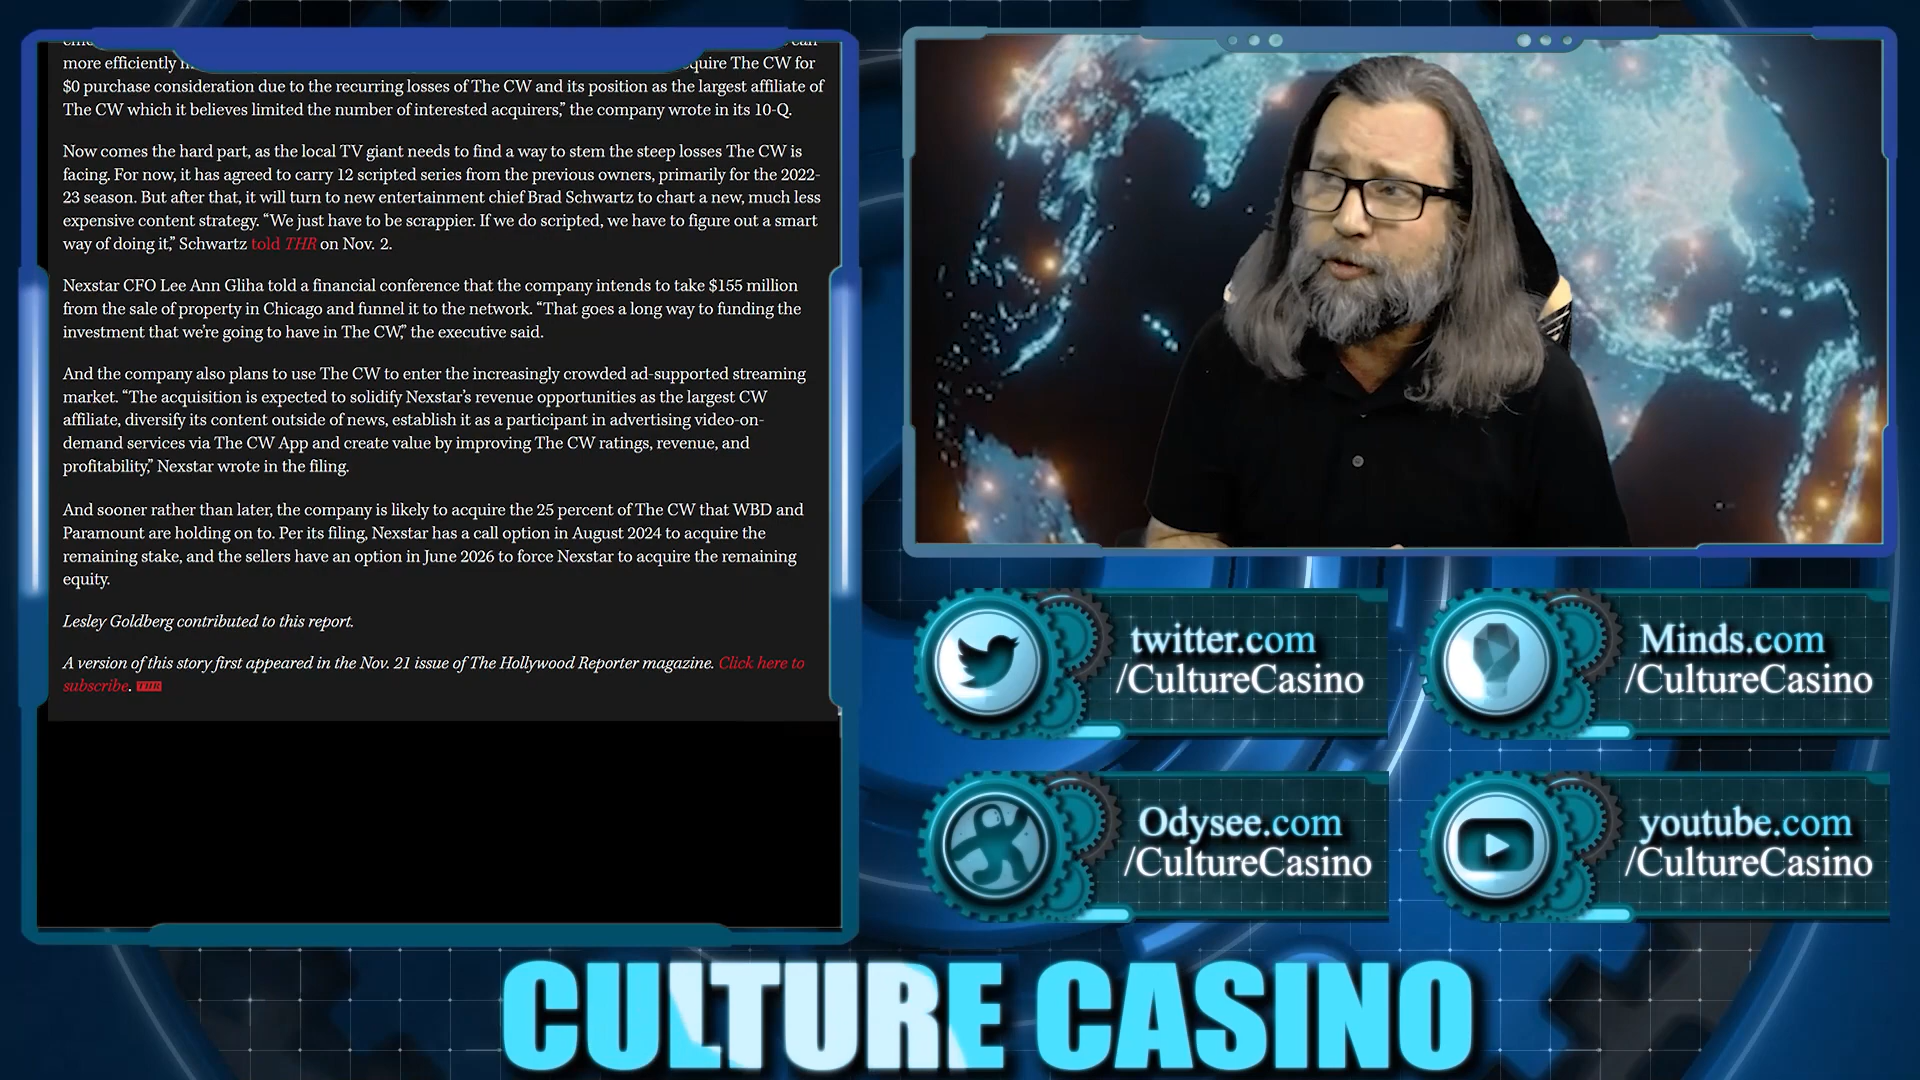 can
more efficiently
quire The CW for
$0 purchase consideration due to the recurring losses of The CW and its position as the largest affiliate of
The CW which it believes limited the number of interested acquirers,” the company wrote in its 10-Q.
Now comes the hard part, as the local TV giant needs to find a way to stem the steep losses The CW is
facing. For now, it has agreed to carry 12 scripted series from the previous owners, primarily for the 2022-
23 season. But after that, it will turn to new entertainment chief Brad Schwartz to chart a new, much less
expensive content strategy. “We just have to be scrappier. If we do scripted, we have to figure out a smart
way of doing it,” Schwartz told THR on Nov. 2.
Nexstar CFO Lee Ann Gliha told a financial conference that the company intends to take $155 million
from the sale of property in Chicago and funnel it to the network. “That goes a long way to funding the
investment that we’re going to have in The CW,” the executive said.
And the company also plans to use The CW to enter the increasingly crowded ad-supported streaming
market. “The acquisition is expected to solidify Nexstar’s revenue opportunities as the largest CW
affiliate, diversify its content outside of news, establish it as a participant in advertising video-on-
demand services via The CW App and create value by improving The CW ratings, revenue, and
profitability,” Nexstar wrote in the filing.
And sooner rather than later, the company is likely to acquire the 25 percent of The CW that WBD and
Paramount are holding on to. Per its filing, Nexstar has a call option in August 2024 to acquire the
remaining stake, and the sellers have an option in June 2026 to force Nexstar to acquire the remaining
equity.
Lesley Goldberg contributed to this report.
A version of this story first appeared in the Nov. 21 issue of The Hollywood Reporter magazine. Click here to
subscribe. THR
twitter.com
/CultureCasino
Minds.com
/CultureCasino
Odysee.com
/CultureCasino
youtube.com
/CultureCasino
CULTURE CASINO